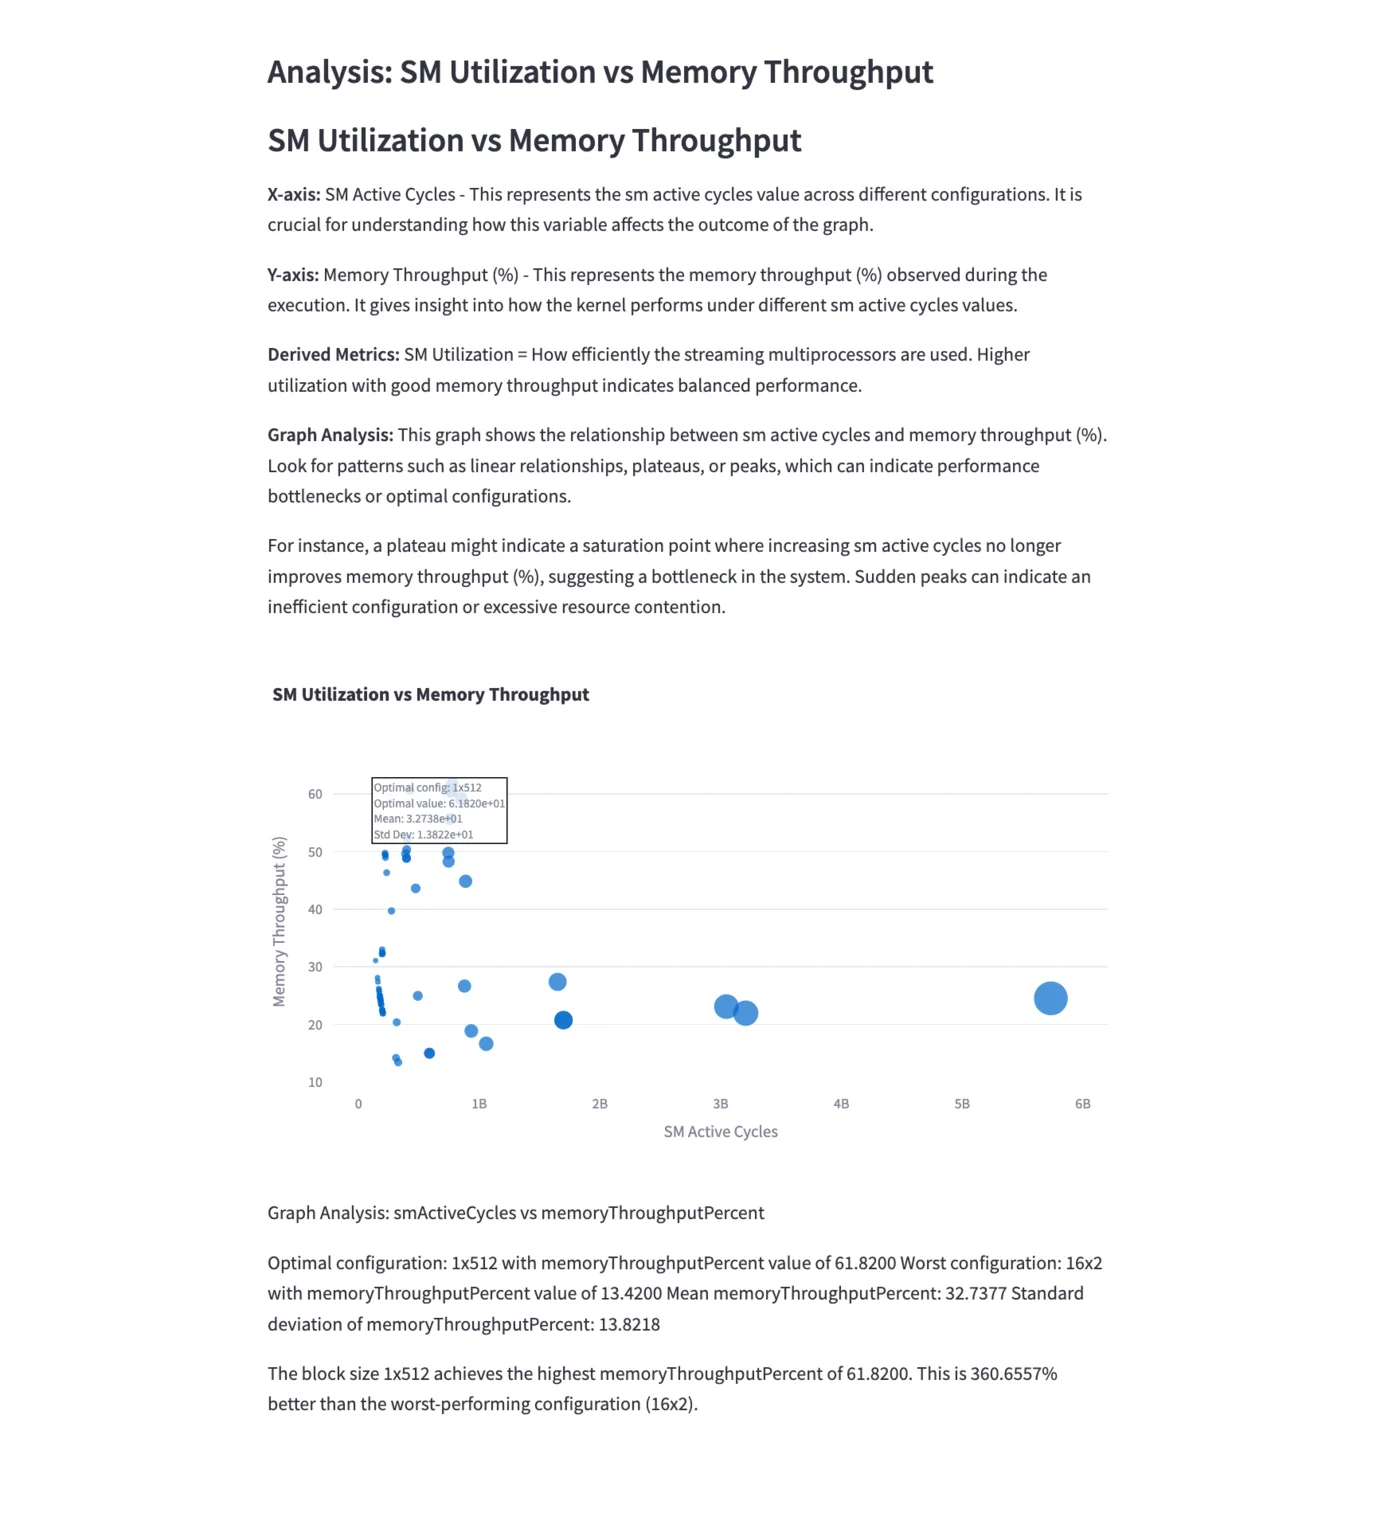 Analysis: SM Utilization vs Memory Throughput
SM Utilization vs Memory Throughput
X-axis: SM Active Cycles - This represents the sm active cycles value across different configurations. It is
crucial for understanding how this variable affects the outcome of the graph.
Y-axis: Memory Throughput (%) - This represents the memory throughput (%) observed during the
execution. It gives insight into how the kernel performs under different sm active cycles values.
Derived Metrics: SM Utilization = How efficiently the streaming multiprocessors are used. Higher
utilization with good memory throughput indicates balanced performance.
Graph Analysis: This graph shows the relationship between sm active cycles and memory throughput (%).
Look for patterns such as linear relationships, plateaus, or peaks, which can indicate performance
bottlenecks or optimal configurations.
For instance, a plateau might indicate a saturation point where increasing sm active cycles no longer
improves memory throughput (%), suggesting a bottleneck in the system. Sudden peaks can indicate an
inefficient configuration or excessive resource contention.
SM Utilization vs Memory Throughput
Optimal config: 1x512
Optimal value: 6.1820e+01
Mean: 3.2738e+01
Std Dev: 1.3822e+01
60
50
40
30
20
10
Memory Throughput (%)
0 1B 2B 3B 4B 5B 6B
SM Active Cycles
Graph Analysis: smActiveCycles vs memoryThroughputPercent
Optimal configuration: 1x512 with memoryThroughputPercent value of 61.8200 Worst configuration: 16x2
with memoryThroughputPercent value of 13.4200 Mean memoryThroughputPercent: 32.7377 Standard
deviation of memoryThroughputPercent: 13.8218
The block size 1x512 achieves the highest memoryThroughputPercent of 61.8200. This is 360.6557%
better than the worst-performing configuration (16x2).